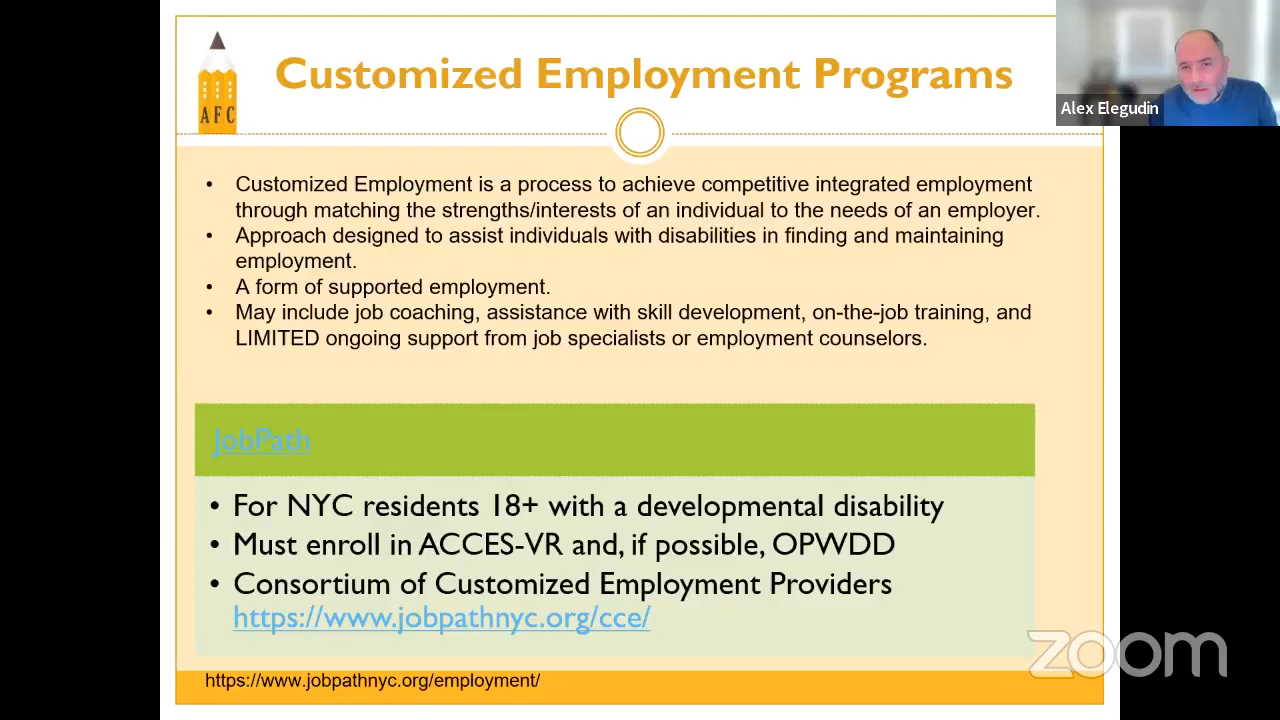 Customized Employment Programs
AFC
Alex Elegudin
• Customized Employment is a process to achieve competitive integrated employment
through matching the strengths/interests of an individual to the needs of an employer.
• Approach designed to assist individuals with disabilities in finding and maintaining
employment.
• A form of supported employment.
• May include job coaching, assistance with skill development, on-the-job training, and
LIMITED ongoing support from job specialists or employment counselors.
JobPath
• For NYC residents 18+ with a developmental disability
• Must enroll in ACCES-VR and, if possible, OPWDD
• Consortium of Customized Employment Providers
https://www.jobpathnyc.org/cce/
zoom
https://www.jobpathnyc.org/employment/